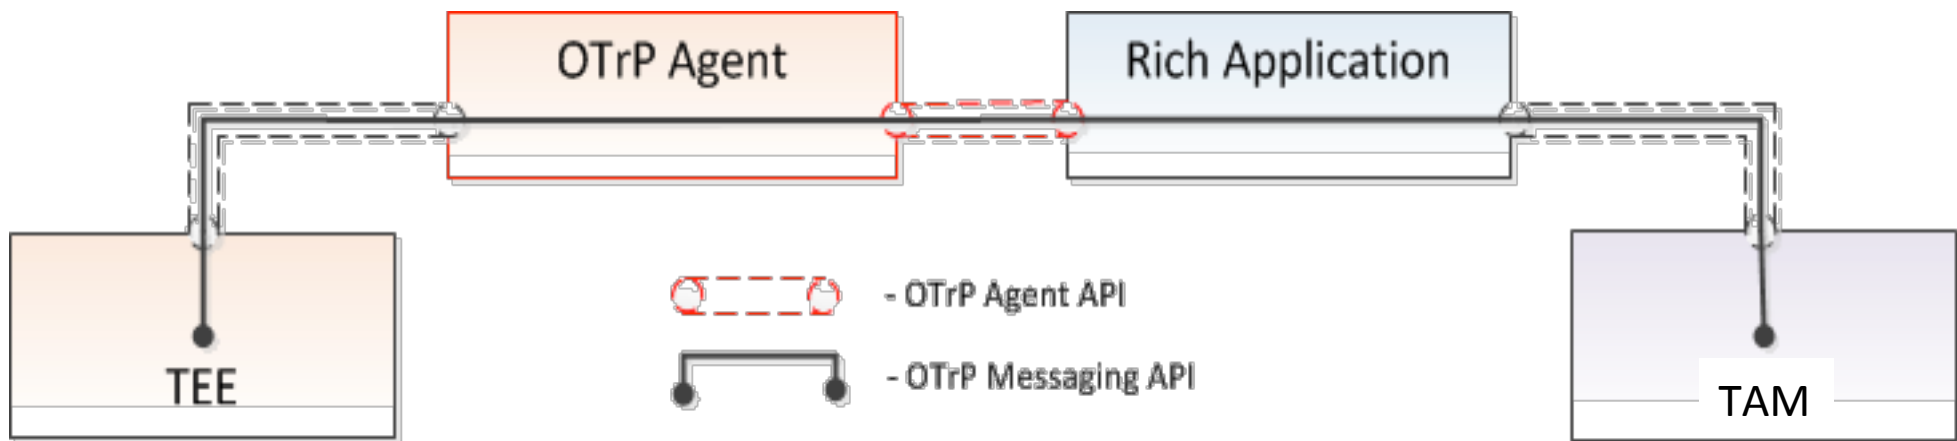 OTrP Agent
Rich Application
- OTrP Agent API
- OTrP Messaging API
TEE
TAM